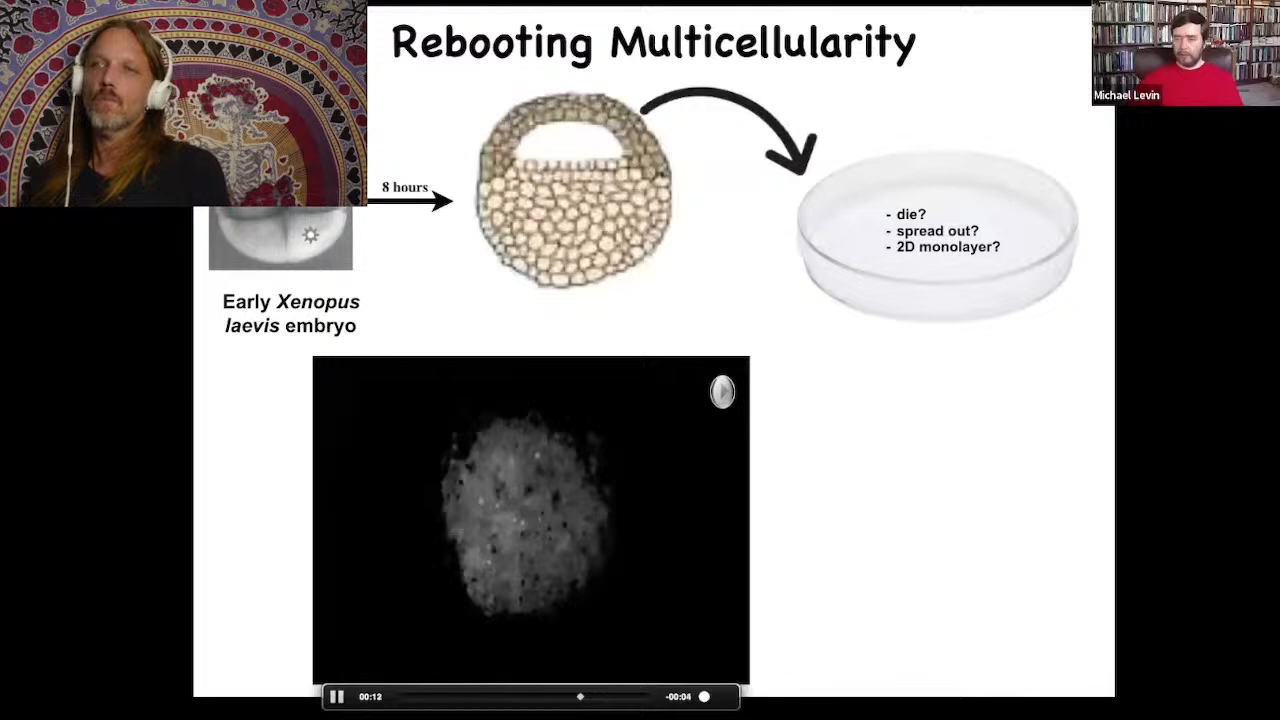 Rebooting Multicellularity
Michael Levin
8 hours
- die?
- spread out?
- 2D monolayer?
Early Xenopus
laevis embryo
00:12
-00:04